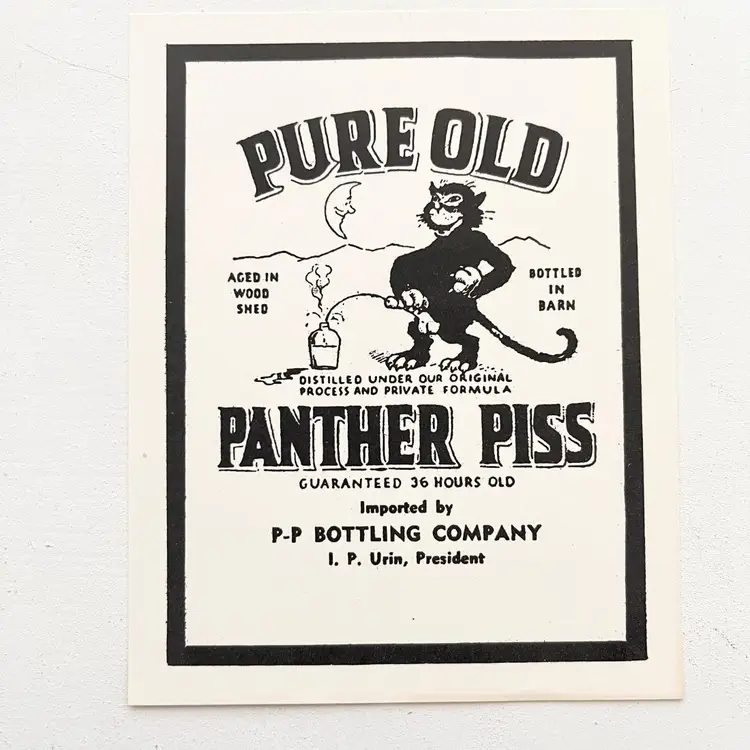 PURE OLD
AGED IN
WOOD
SHED
BOTTLED
IN
BARN
DISTILLED UNDER OUR ORIGINAL
PROCESS AND PRIVATE FORMULA
PANTHER PISS
GUARANTEED 36 HOURS OLD
Imported by
P-P BOTTLING COMPANY
I. P. Urin, President